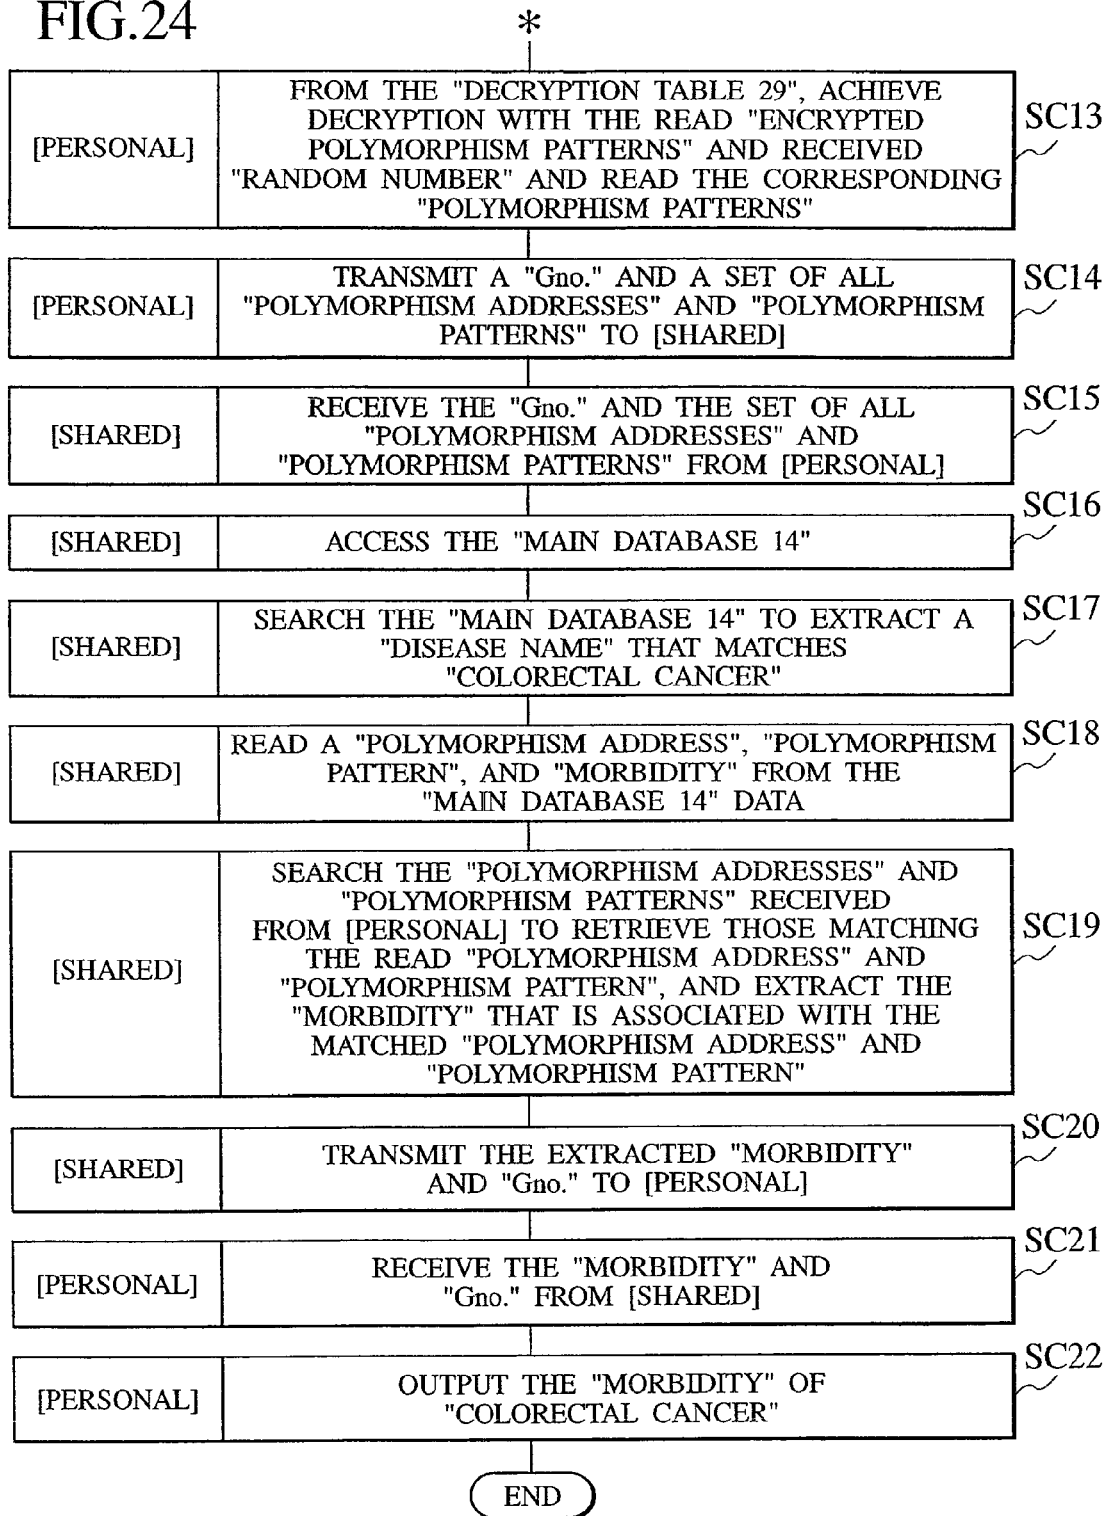 FIG.24
*
[PERSONAL]
FROM THE "DECRYPTION TABLE 29", ACHIEVE
DECRYPTION WITH THE READ "ENCRYPTED
POLYMORPHISM PATTERNS" AND RECEIVED
"RANDOM NUMBER" AND READ THE CORRESPONDING
"POLYMORPHISM PATTERNS"
SC13
[PERSONAL]
TRANSMIT A "Gno." AND A SET OF ALL
"POLYMORPHISM ADDRESSES" AND "POLYMORPHISM
PATTERNS" TO [SHARED]
SC14
[SHARED]
RECEIVE THE "Gno." AND THE SET OF ALL
"POLYMORPHISM ADDRESSES" AND
"POLYMORPHISM PATTERNS" FROM [PERSONAL]
SC15
[SHARED]
ACCESS THE "MAIN DATABASE 14"
SC16
[SHARED]
SEARCH THE "MAIN DATABASE 14" TO EXTRACT A
"DISEASE NAME" THAT MATCHES
"COLORECTAL CANCER"
SC17
[SHARED]
READ A "POLYMORPHISM ADDRESS", "POLYMORPHISM
PATTERN", AND "MORBIDITY" FROM THE
"MAIN DATABASE 14" DATA
SC18
[SHARED]
SEARCH THE "POLYMORPHISM ADDRESSES" AND
"POLYMORPHISM PATTERNS" RECEIVED
FROM [PERSONAL] TO RETRIEVE THOSE MATCHING
THE READ "POLYMORPHISM ADDRESS" AND
"POLYMORPHISM PATTERN", AND EXTRACT THE
"MORBIDITY" THAT IS ASSOCIATED WITH THE
MATCHED "POLYMORPHISM ADDRESS" AND
"POLYMORPHISM PATTERN"
SC19
[SHARED]
TRANSMIT THE EXTRACTED "MORBIDITY"
AND "Gno." TO [PERSONAL]
SC20
[PERSONAL]
RECEIVE THE "MORBIDITY" AND
"Gno." FROM [SHARED]
SC21
[PERSONAL]
OUTPUT THE "MORBIDITY" OF
"COLORECTAL CANCER"
SC22
END